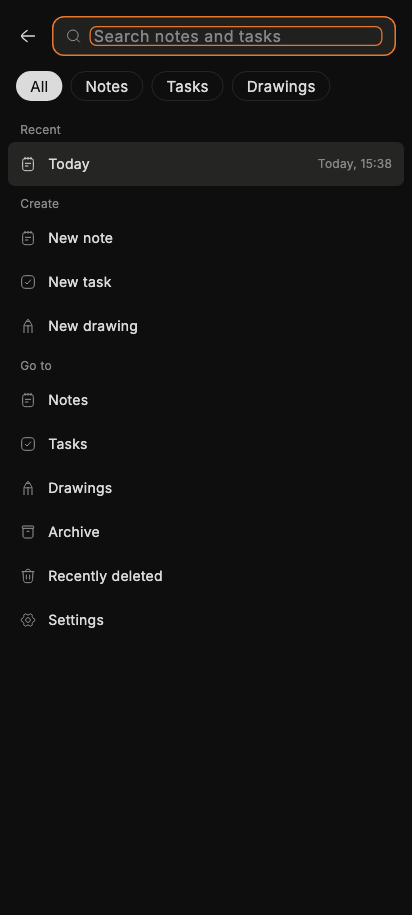 Search notes and tasks
All Notes Tasks Drawings
Recent
Today Today, 15:38
Create
New note
New task
New drawing
Go to
Notes
Tasks
Drawings
Archive
Recently deleted
Settings